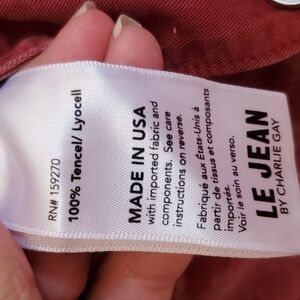 RN# 159270
100% Tencel/ Lyocell
MADE IN USA
with imported fabric and
components. See care
instructions on reverse.
Fabriqué aux États-Unis à
partir de tissus et composants
importés.
Voir le soin au verso.
LE JEAN
BY CHARLIE GAY